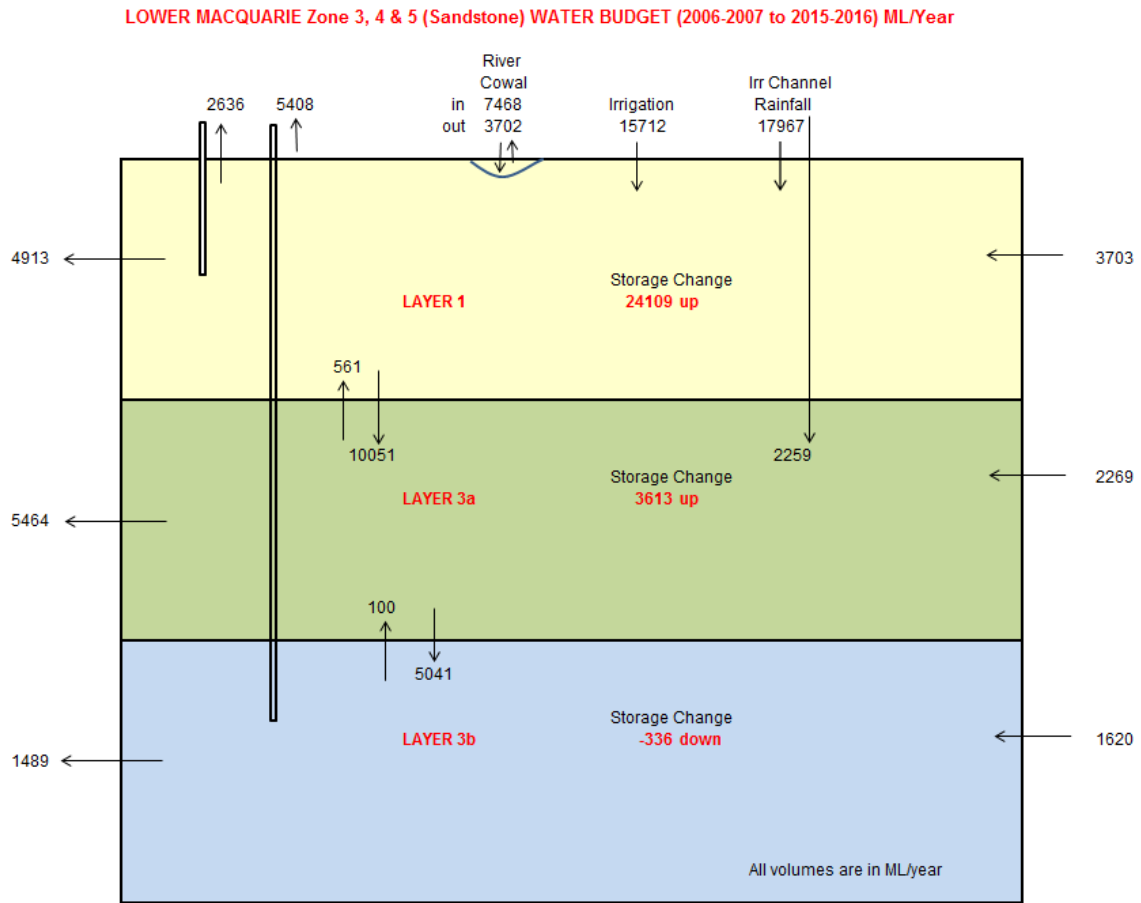 LOWER MACQUARIE Zone 3, 4 & 5 (Sandstone) WATER BUDGET (2006-2007 to 2015-2016) ML/Year
River
Cowal
Irr Channel
2636
5408
in
7468
Irrigation
Rainfall
out
3702
15712
17967
4913
3703
Storage Change
LAYER 1
24109 up
561
10051
2259
Storage Change
2269
LAYER 3a
3613 up
5464
100
5041
Storage Change
LAYER 3b
-336 down
1620
1489
All volumes are in ML/year